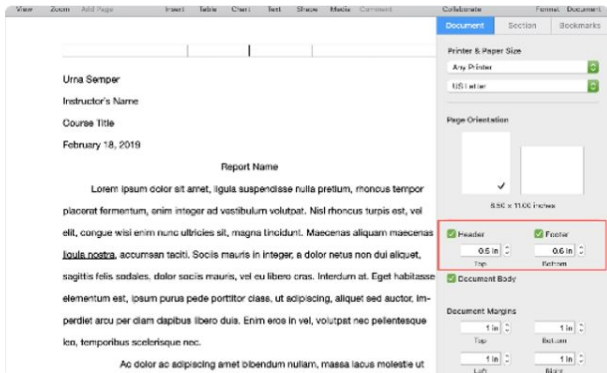 View Zoom Add Page Insert Table Chart Text Shape Media Comment Collaborate Format Document
Document Section Bookmarks
Printer & Paper Size
Any Printer
US Letter
Page Orientation
8.50 x 11.00 inches
Header Footer
0.5 in 0.6 in
Top Bottom
Document Body
Document Margins
1 in 1 in
Top Bottom
1 in 1 in
Left Right
Urna Semper
Instructor's Name
Course Title
February 18, 2019
Report Name
Lorem ipsum dolor sit amet, ligula suspendisse nulla pretium, rhoncus tempor
placerat fermentum, enim integer ad vestibulum volutpat. Nisl rhoncus turpis est, vel
elit, congue wisi enim nunc ultricies sit, magna tincidunt. Maecenas aliquam maecenas
ligula nostra, accumsan taciti. Sociis mauris in integer, a dolor netus non dui aliquet,
sagittis felis sodales, dolor sociis mauris, vel eu libero cras. Interdum at. Eget habitasse
elementum est, ipsum purus pede porttitor class, ut adipiscing, aliquet sed auctor, im-
perdiet arcu per diam dapibus libero duis. Enim eros in vel, volutpat nec pellentesque
leo, temporibus scelerisque nec.
Ac dolor ac adipiscing amet bibendum nullam, massa lacus molestie ut